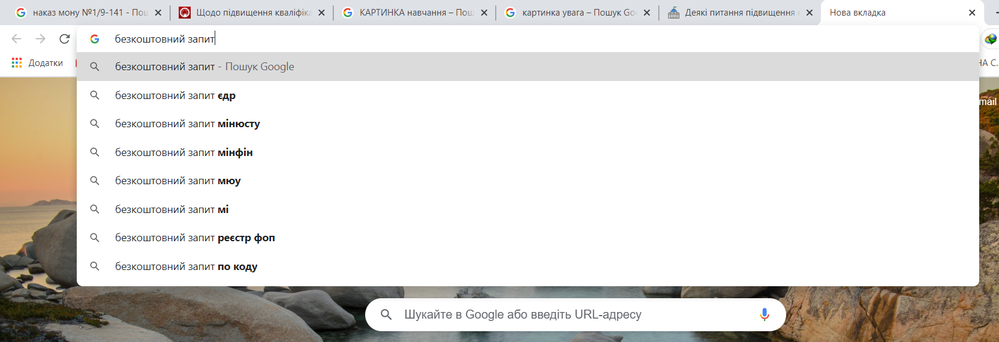 наказ мону №1/9-141 - Пош
Щодо підвищення кваліфіка
КАРТИНКА навчання – Пош
картинка увага – Пошук Go
Деякі питання підвищення
Нова вкладка
безкоштовний запит
Додатки
НА С...
безкоштовний запит - Пошук Google
безкоштовний запит єдр
mail
безкоштовний запит мінюсту
безкоштовний запит мінфін
безкоштовний запит мюу
безкоштовний запит мі
безкоштовний запит реєстр фоп
безкоштовний запит по коду
Шукайте в Google або введіть URL-адресу